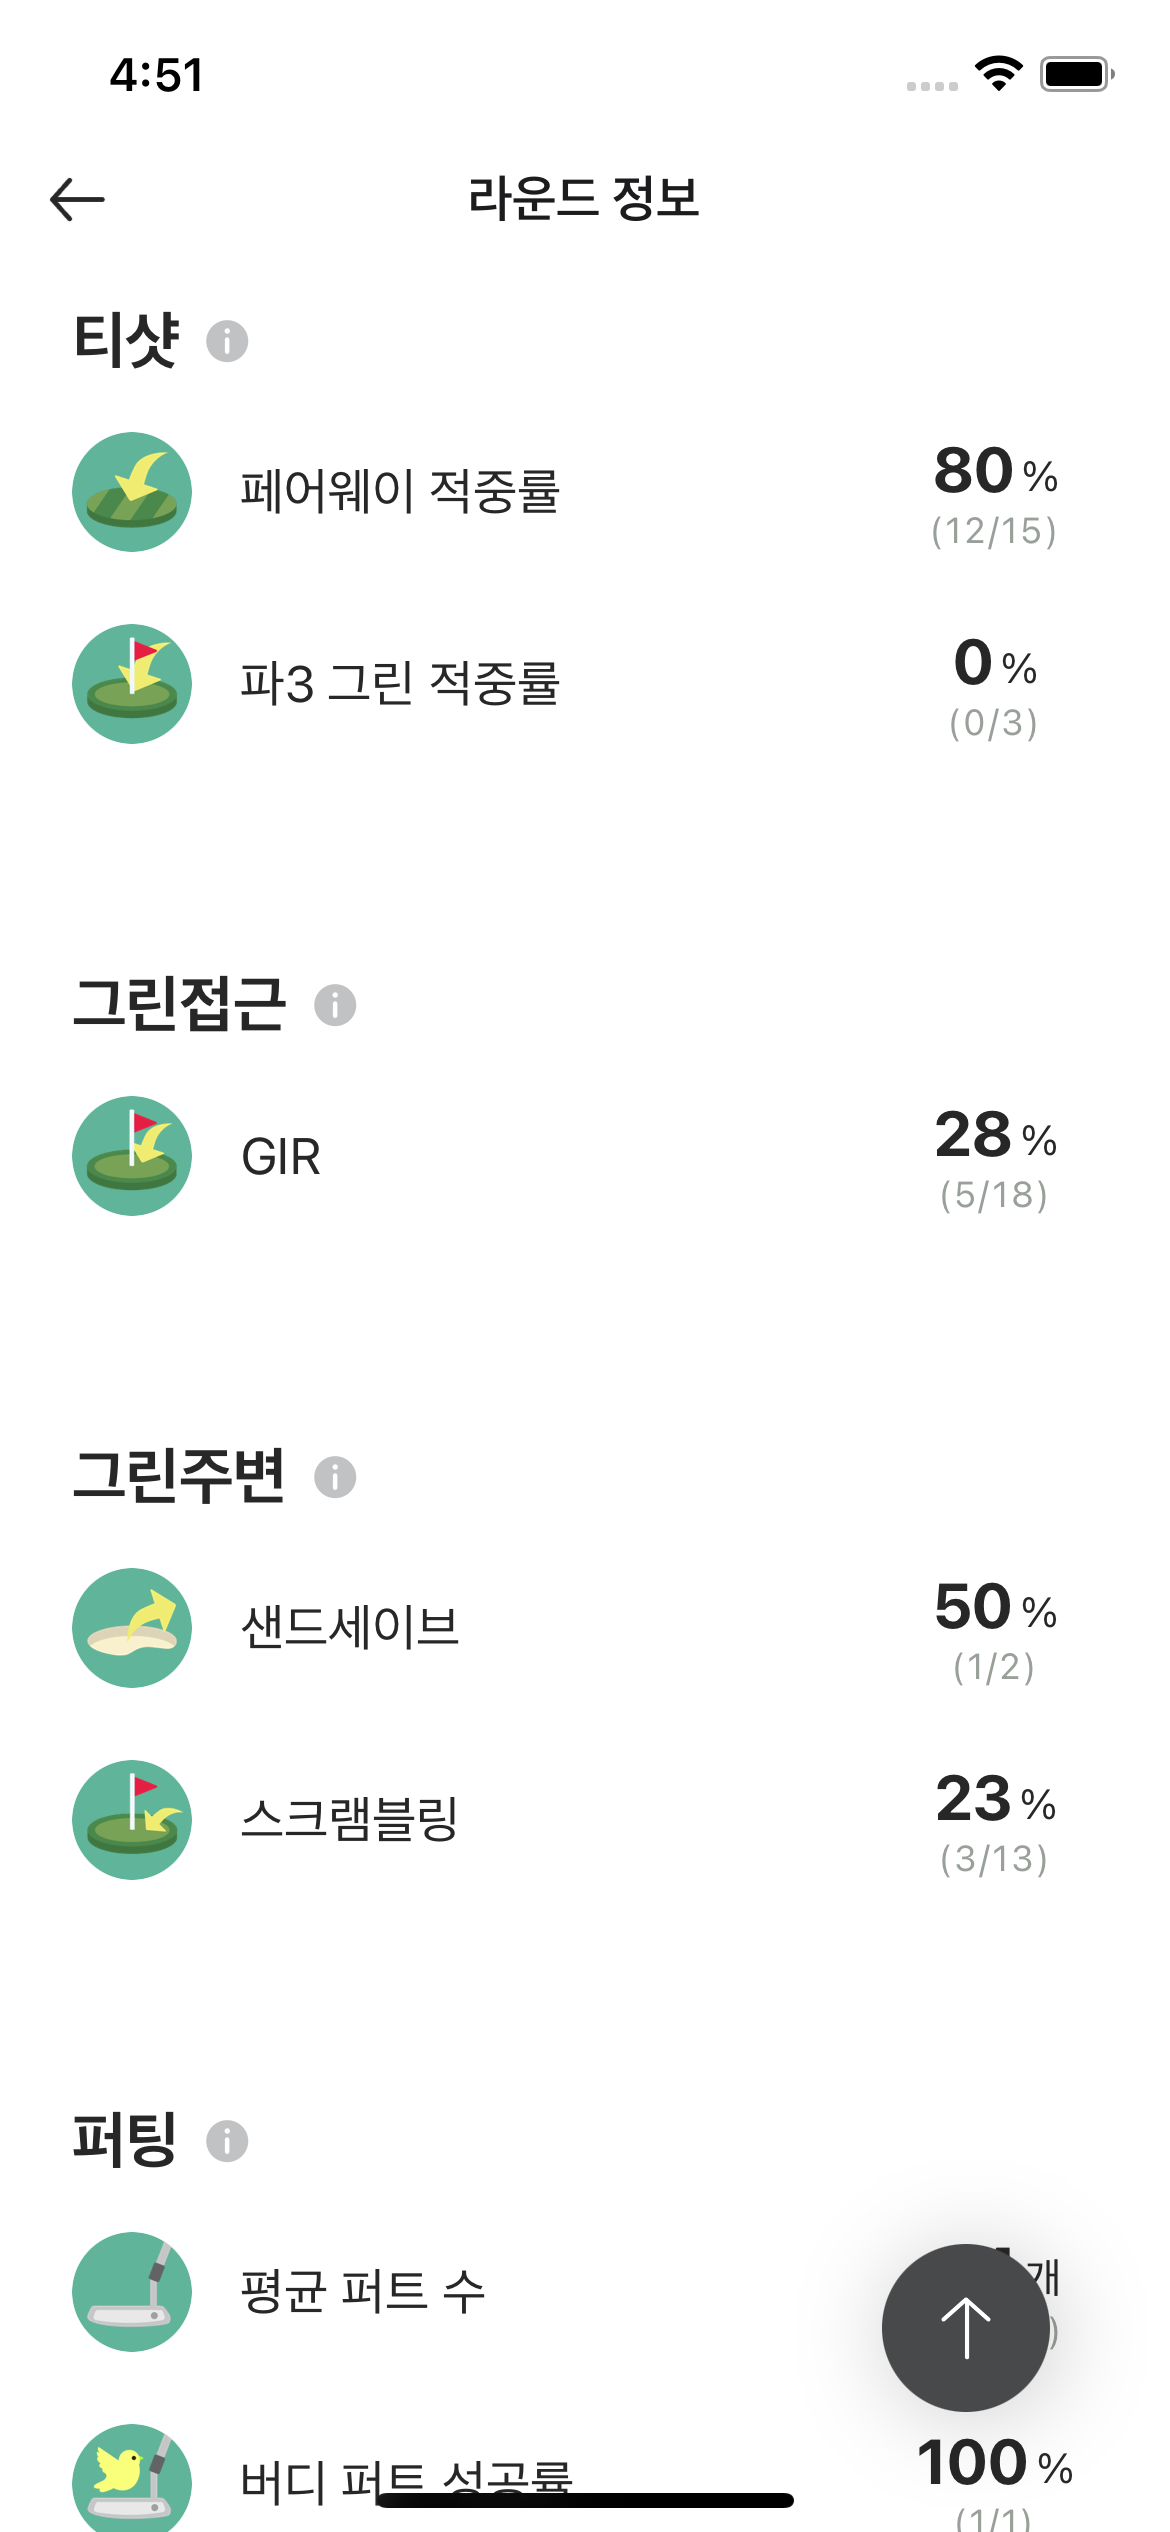 4:51
라운드 정보
티샷
페어웨이 적중률
80 %
(12/15)
파3 그린 적중률
0 %
(0/3)
그린접근
GIR
28 %
(5/18)
그린주변
샌드세이브
50 %
(1/2)
스크램블링
23 %
(3/13)
퍼팅
평균 퍼트 수
개
)
버디 퍼트 성공률
100 %
(1/1)